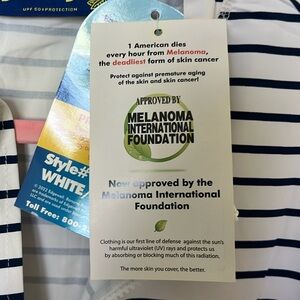 UPF 50+ PROTECTION
1 American dies
every hour from Melanoma,
the deadliest form of skin cancer
Protect against premature aging
of the skin and skin cancer!
APPROVED BY
MELANOMA
INTERNATIONAL
FOUNDATION
Now approved by the
Melanoma International
Foundation
Clothing is our first line of defense against the sun's
harmful ultraviolet (UV) rays and protects us
by absorbing or blocking much of this radiation.
The more skin you cover, the better.
Style#
WHITE
Toll Free: 800-